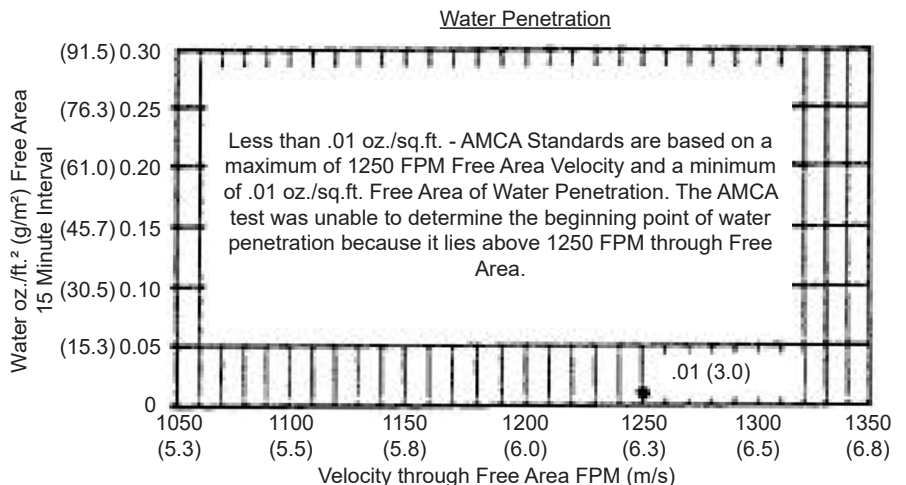 Water Penetration
Water oz./ft.² (g/m²) Free Area
15 Minute Interval
(91.5) 0.30
(76.3) 0.25
(61.0) 0.20
(45.7) 0.15
(30.5) 0.10
(15.3) 0.05
0
Less than .01 oz./sq.ft. - AMCA Standards are based on a
maximum of 1250 FPM Free Area Velocity and a minimum
of .01 oz./sq.ft. Free Area of Water Penetration. The AMCA
test was unable to determine the beginning point of water
penetration because it lies above 1250 FPM through Free
Area.
.01 (3.0)
1050 1100 1150 1200 1250 1300 1350
(5.3) (5.5) (5.8) (6.0) (6.3) (6.5) (6.8)
Velocity through Free Area FPM (m/s)